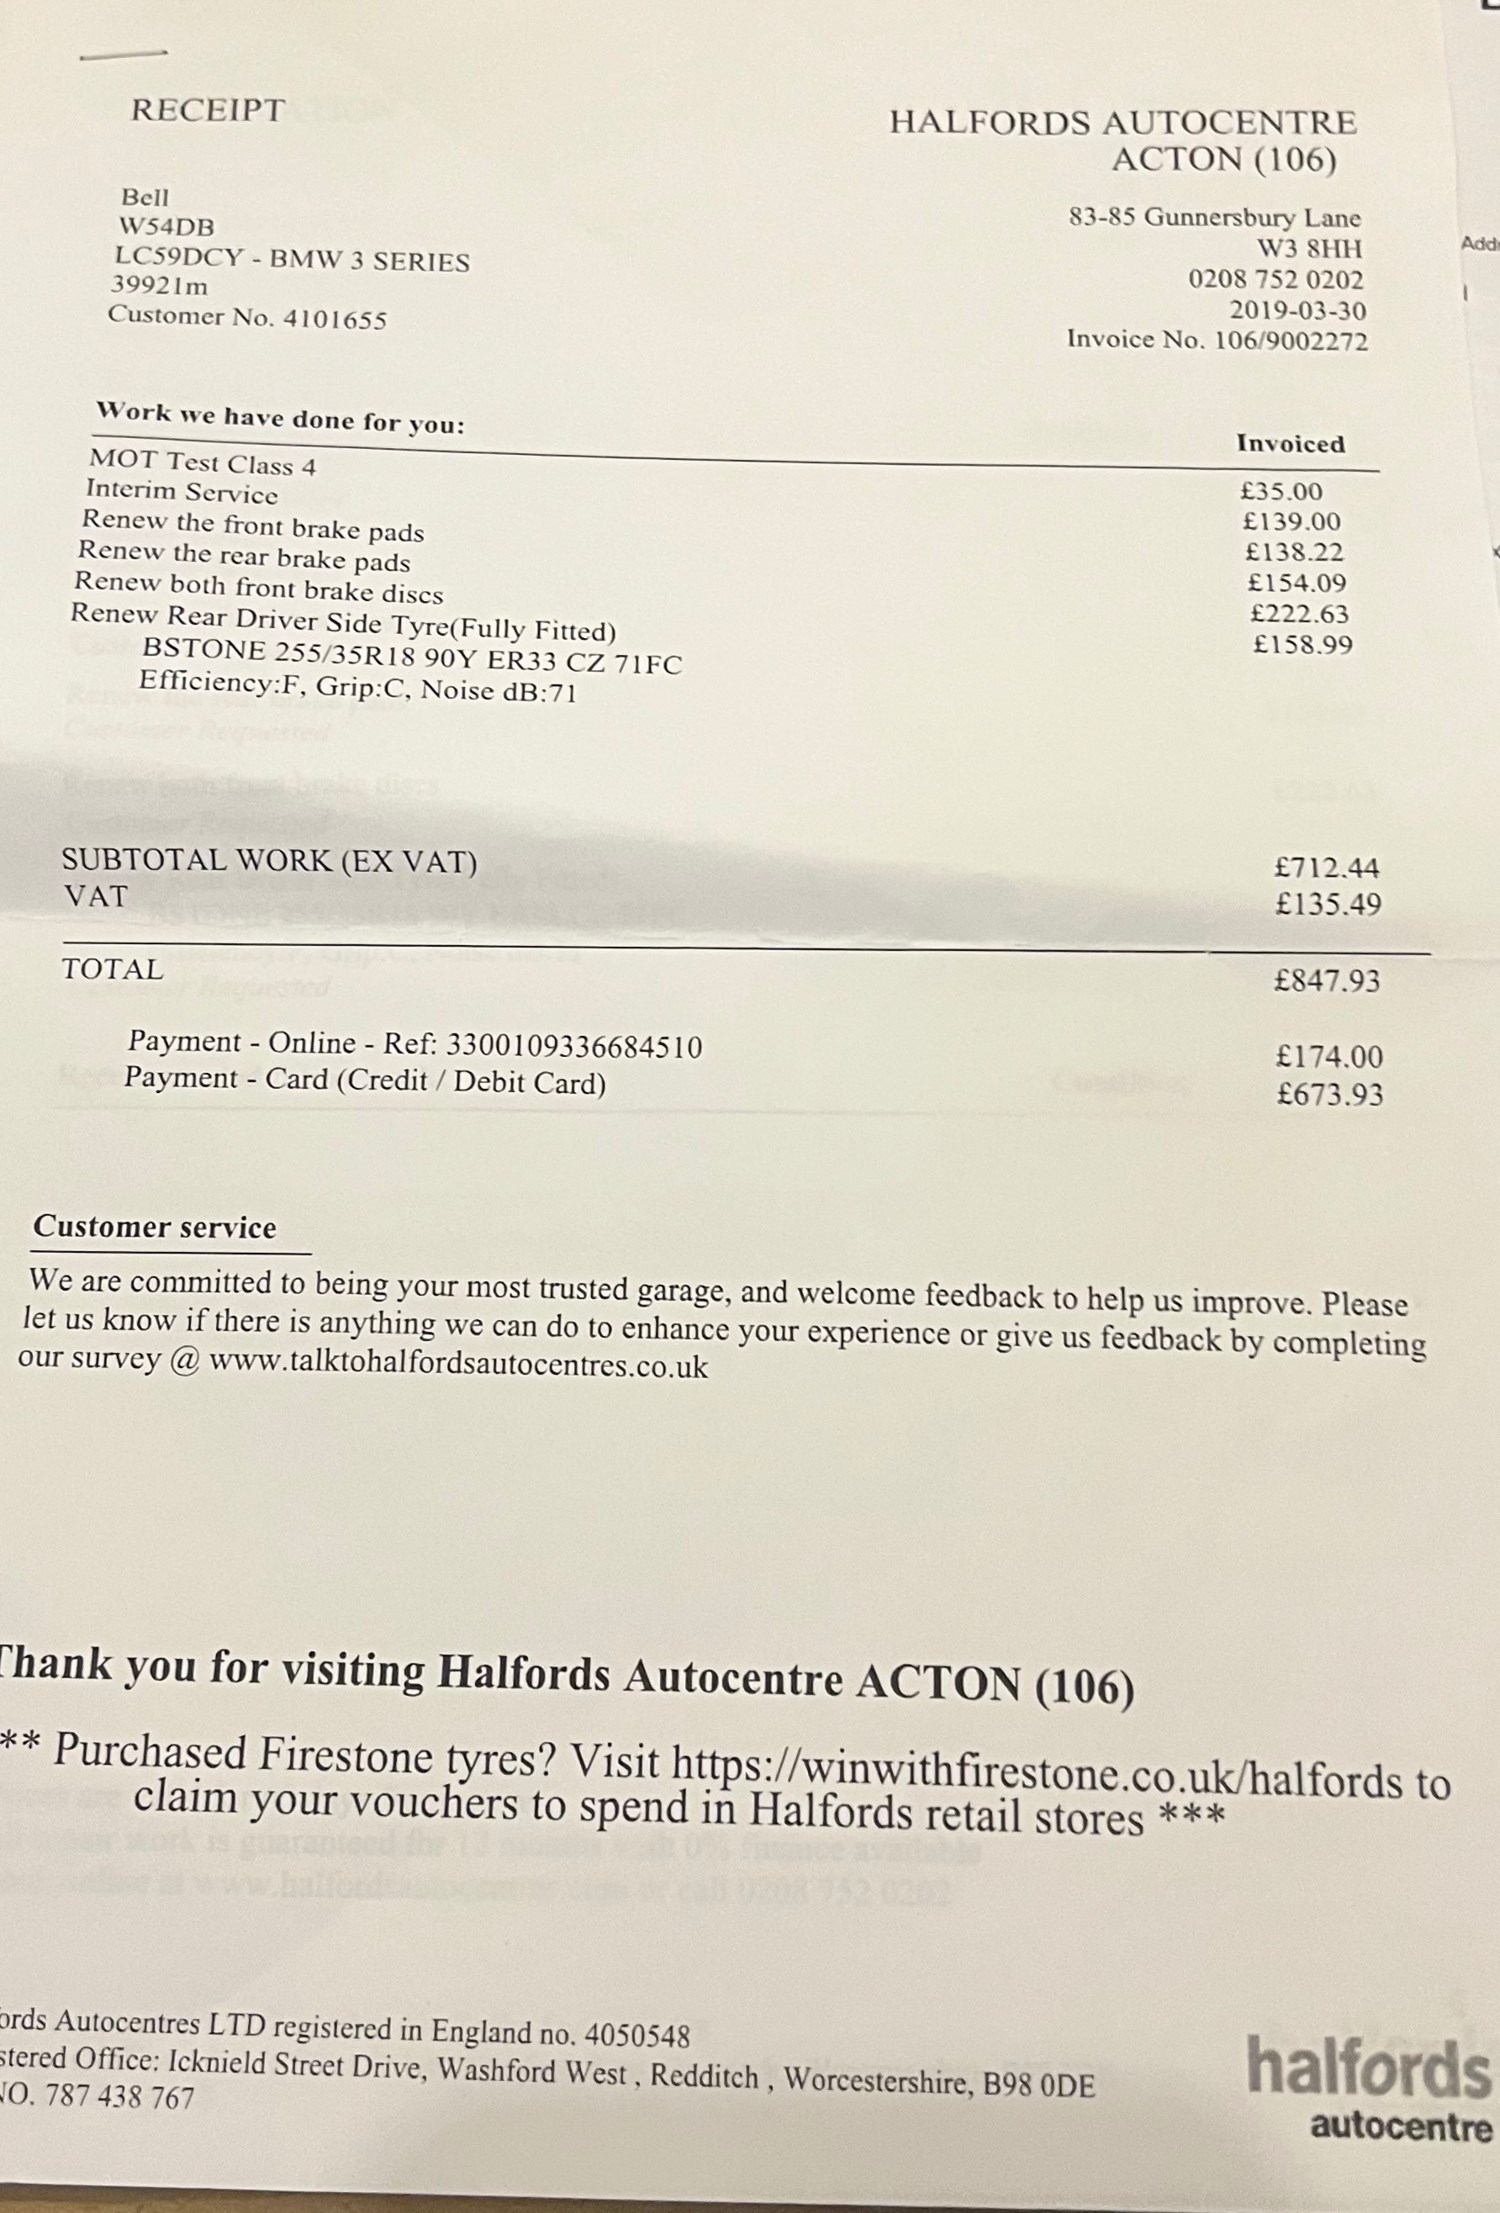 RECEIPT
HALFORDS AUTOCENTRE
ACTON (106)
Bell
W54DB
LC59DCY - BMW 3 SERIES
39921m
Customer No. 4101655
83-85 Gunnersbury Lane
W3 8HH
0208 752 0202
2019-03-30
Invoice No. 106/9002272
Work we have done for you: Invoiced
MOT Test Class 4 £35.00
Interim Service £139.00
Renew the front brake pads £138.22
Renew the rear brake pads £154.09
Renew both front brake discs £222.63
Renew Rear Driver Side Tyre(Fully Fitted) £158.99
BSTONE 255/35R18 90Y ER33 CZ 71FC
Efficiency:F, Grip:C, Noise dB:71
SUBTOTAL WORK (EX VAT) £712.44
VAT £135.49
TOTAL £847.93
Payment - Online - Ref: 3300109336684510 £174.00
Payment - Card (Credit / Debit Card) £673.93
Customer service
We are committed to being your most trusted garage, and welcome feedback to help us improve. Please
let us know if there is anything we can do to enhance your experience or give us feedback by completing
our survey @ www.talktohalfordsautocentres.co.uk
Thank you for visiting Halfords Autocentre ACTON (106)
** Purchased Firestone tyres? Visit https://winwithfirestone.co.uk/halfords to
claim your vouchers to spend in Halfords retail stores ***
ords Autocentres LTD registered in England no. 4050548
stered Office: Icknield Street Drive, Washford West , Redditch , Worcestershire, B98 0DE
NO. 787 438 767
halfords
autocentre